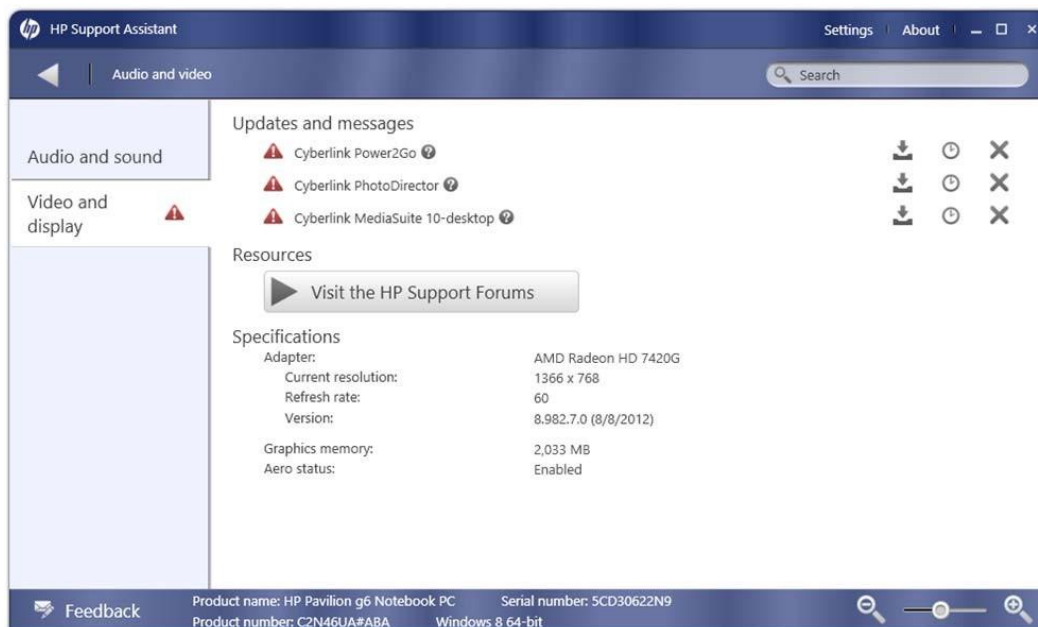 hp HP Support Assistant Settings About
Audio and video Search
Audio and sound
Video and
display
Updates and messages
Cyberlink Power2Go ?
Cyberlink PhotoDirector ?
Cyberlink MediaSuite 10-desktop ?
Resources
Visit the HP Support Forums
Specifications
Adapter: AMD Radeon HD 7420G
Current resolution: 1366 x 768
Refresh rate: 60
Version: 8.982.7.0 (8/8/2012)
Graphics memory: 2,033 MB
Aero status: Enabled
Feedback
Product name: HP Pavilion g6 Notebook PC Serial number: 5CD30622N9
Product number: C2N46UA#ABA Windows 8 64-bit